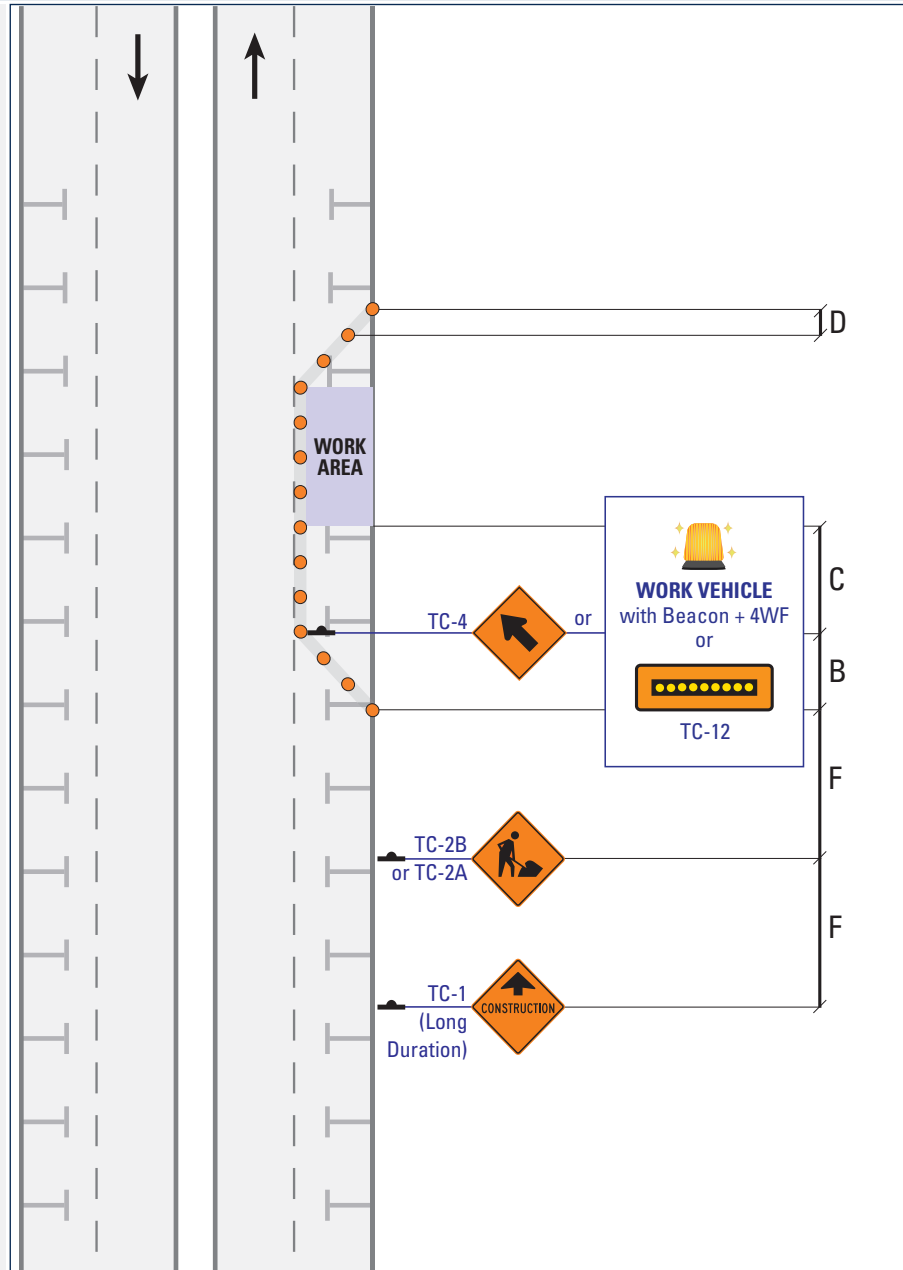 D
WORK
AREA
WORK VEHICLE
with Beacon + 4WF
or
TC-12
TC-4
or
C
B
F
TC-2B
or TC-2A
F
TC-1
(Long
Duration)
CONSTRUCTION